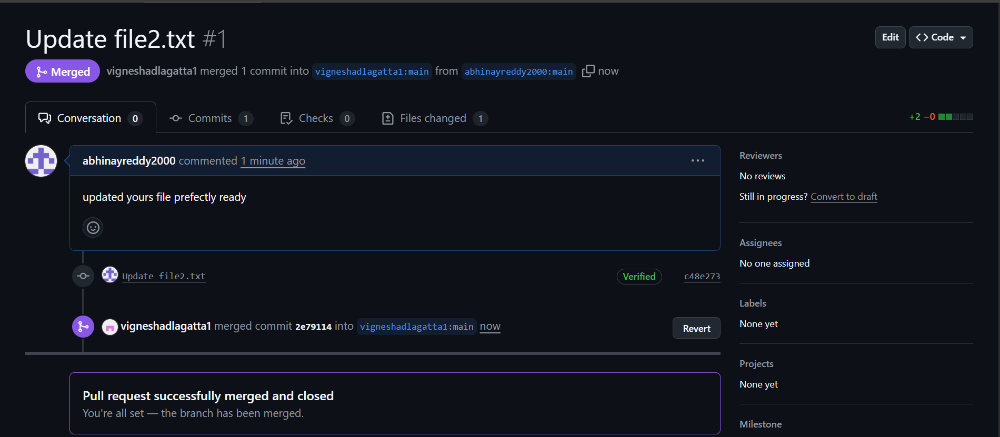 Update file2.txt #1
Edit
Code
Merged
vigneshadlagatta1 merged 1 commit into vigneshadlagatta1:main from abhinayreddy2000:main now
Conversation 0
Commits 1
Checks 0
Files changed 1
+2 −0
abhinayreddy2000 commented 1 minute ago
updated yours file prefectly ready
Update file2.txt
Verified
c48e273
vigneshadlagatta1 merged commit 2e79114 into vigneshadlagatta1:main now
Revert
Pull request successfully merged and closed
You're all set — the branch has been merged.
Reviewers
No reviews
Still in progress? Convert to draft
Assignees
No one assigned
Labels
None yet
Projects
None yet
Milestone